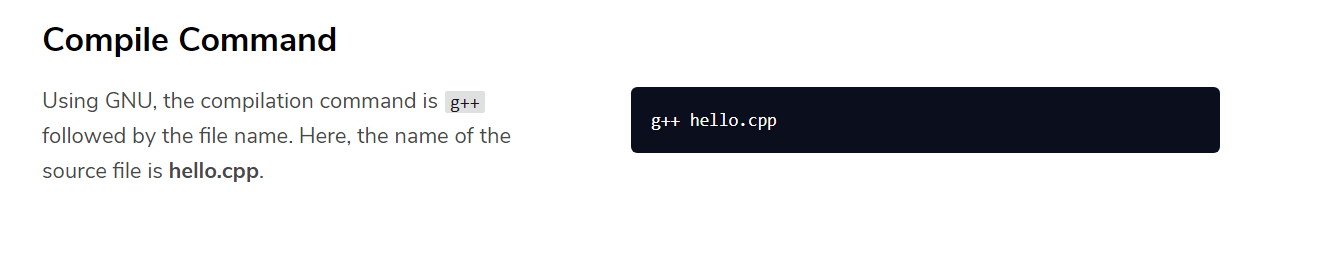 Compile Command
Using GNU, the compilation command is g++
followed by the file name. Here, the name of the
source file is hello.cpp.
g++ hello.cpp